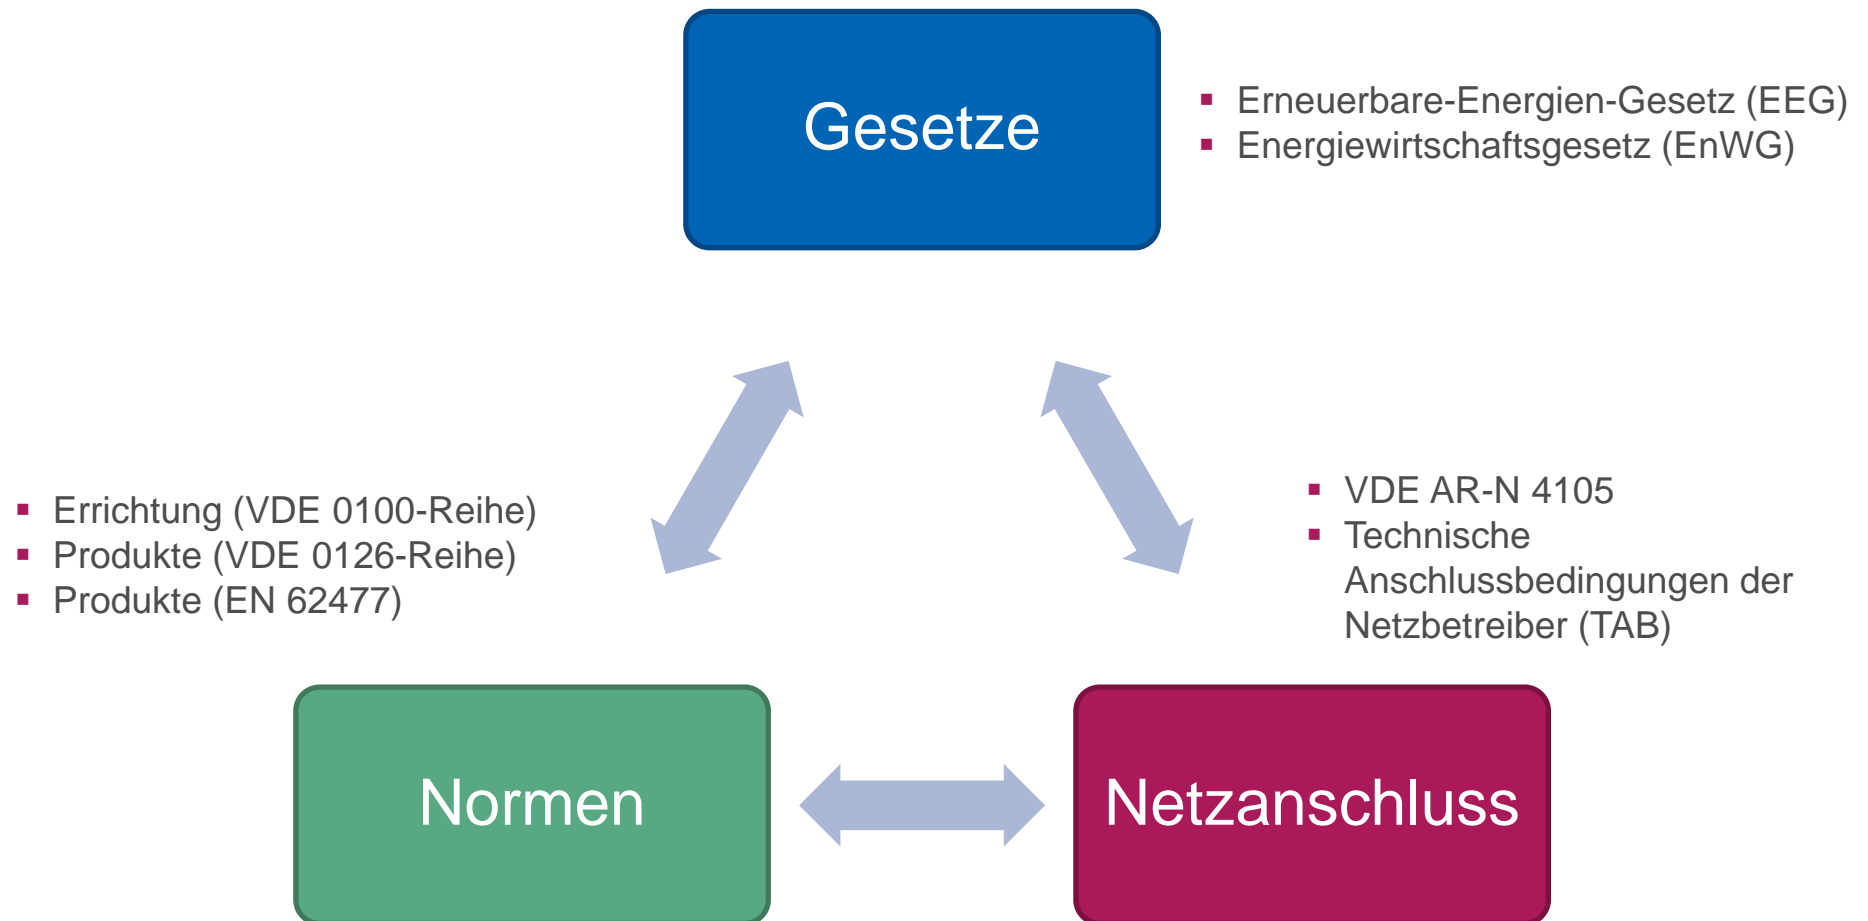 Gesetze
▪ Erneuerbare-Energien-Gesetz (EEG)
▪ Energiewirtschaftsgesetz (EnWG)
▪ Errichtung (VDE 0100-Reihe)
▪ Produkte (VDE 0126-Reihe)
▪ Produkte (EN 62477)
▪ VDE AR-N 4105
▪ Technische
Anschlussbedingungen der
Netzbetreiber (TAB)
Normen
Netzanschluss